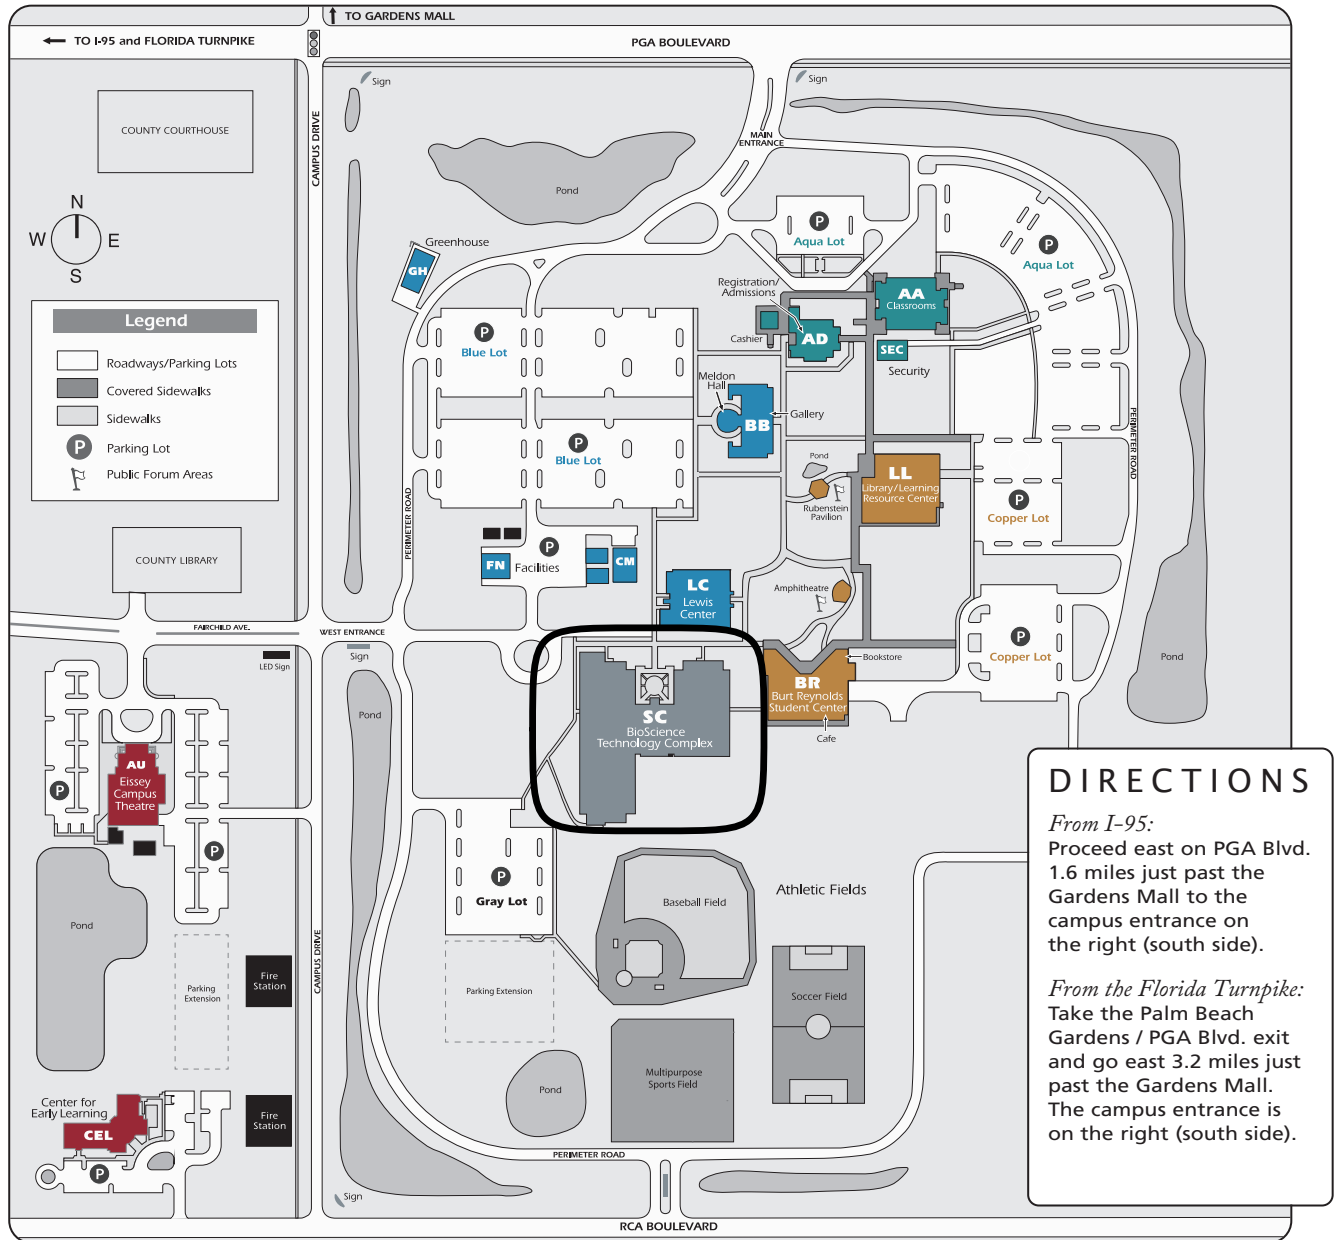 TO GARDENS MALL
TO I-95 and FLORIDA TURNPIKE
PGA BOULEVARD
Sign
Sign
CAMPUS DRIVE
COUNTY COURTHOUSE
MAIN
ENTRANCE
Pond
N
W E
S
Greenhouse
GH
P
Aqua Lot
P
Aqua Lot
Registration/
Admissions
AA
Classrooms
Cashier
AD
SEC
Security
Legend
Roadways/Parking Lots
Covered Sidewalks
Sidewalks
P
Parking Lot
Public Forum Areas
P
Blue Lot
P
Blue Lot
Meldon
Hall
BB
Gallery
PERIMETER ROAD
PERIMETER ROAD
Pond
Rubenstein
Pavilion
LL
Library/Learning
Resource Center
P
Copper Lot
COUNTY LIBRARY
FN
P
Facilities
CM
LC
Lewis
Center
Amphitheatre
FAIRCHILD AVE.
WEST ENTRANCE
LED Sign
Sign
P
Copper Lot
Pond
Bookstore
BR
Burt Reynolds
Student Center
Cafe
SC
BioScience
Technology Complex
Pond
AU
Eissey
Campus
Theatre
P
P
P
Gray Lot
Baseball Field
Athletic Fields
Pond
Parking
Extension
Fire
Station
CAMPUS DRIVE
Parking Extension
Soccer Field
Multipurpose
Sports Field
Pond
Center for
Early Learning
CEL
P
Fire
Station
PERIMETER ROAD
Sign
RCA BOULEVARD
DIRECTIONS
From I-95:
Proceed east on PGA Blvd.
1.6 miles just past the
Gardens Mall to the
campus entrance on
the right (south side).
From the Florida Turnpike:
Take the Palm Beach
Gardens / PGA Blvd. exit
and go east 3.2 miles just
past the Gardens Mall.
The campus entrance is
on the right (south side).